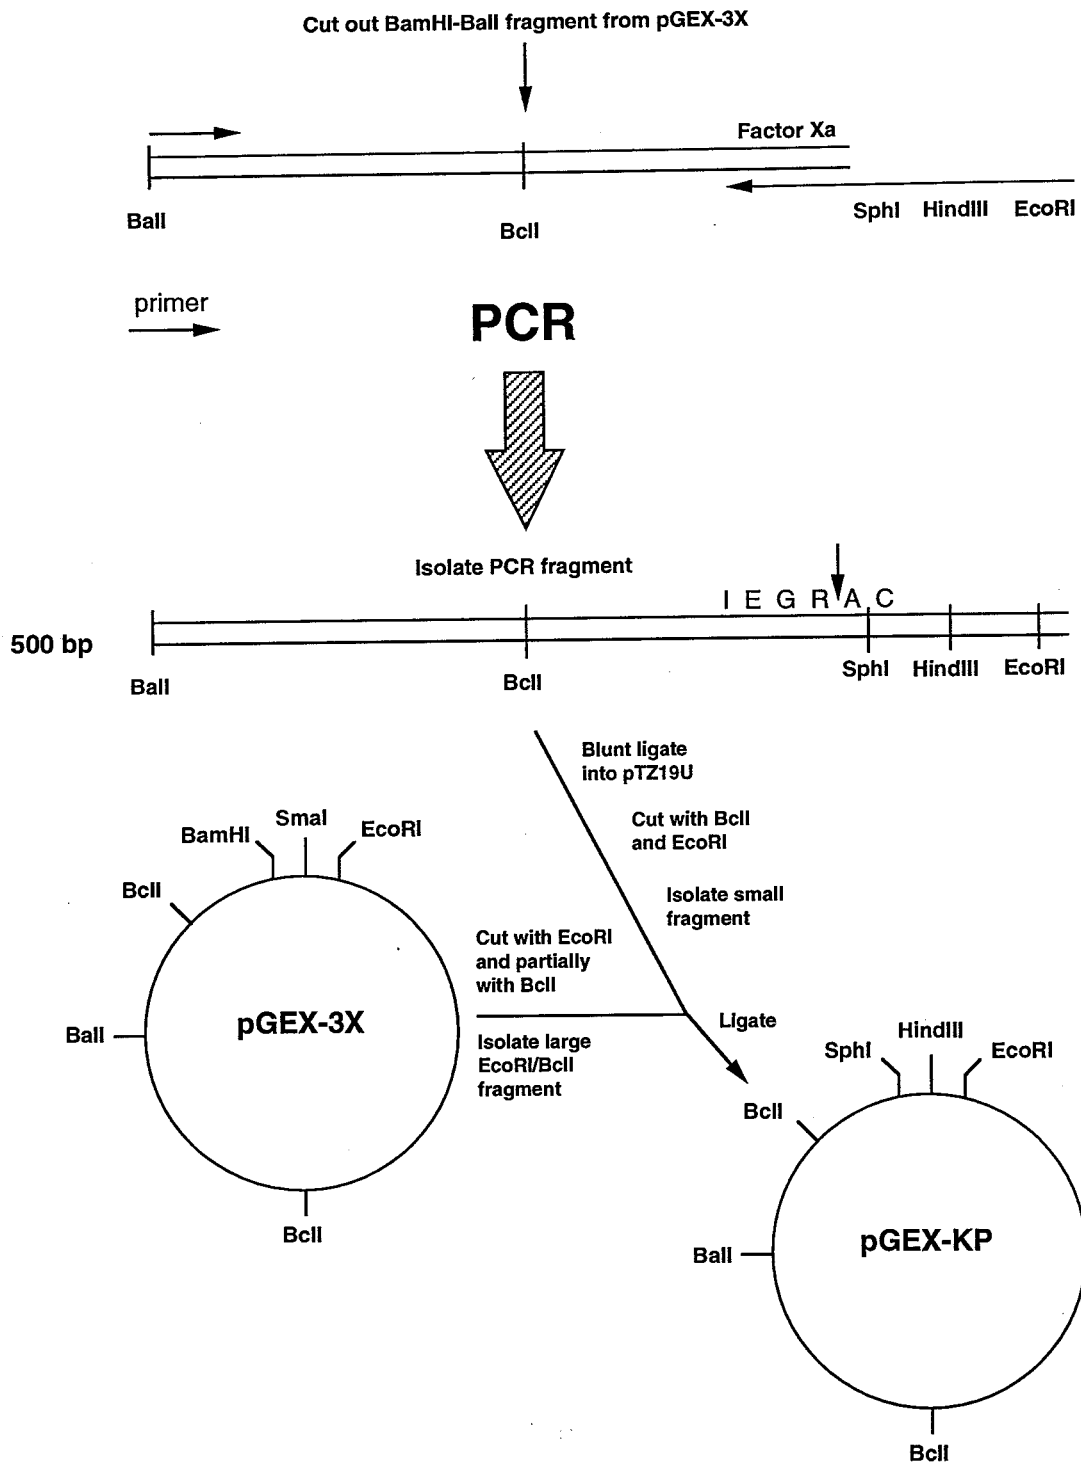 Cut out BamHI-BalI fragment from pGEX-3X
Factor Xa
BalI
BclI
SphI HindIII EcoRI
primer
PCR
Isolate PCR fragment
I E G R A C
500 bp
BalI
BclI
SphI HindIII EcoRI
Blunt ligate
into pTZ19U
Cut with BclI
and EcoRI
Isolate small
fragment
BamHI
SmaI
EcoRI
BclI
BalI
pGEX-3X
BclI
Cut with EcoRI
and partially
with BclI
Isolate large
EcoRI/BclI
fragment
Ligate
SphI
HindIII
EcoRI
BclI
BalI
pGEX-KP
BclI